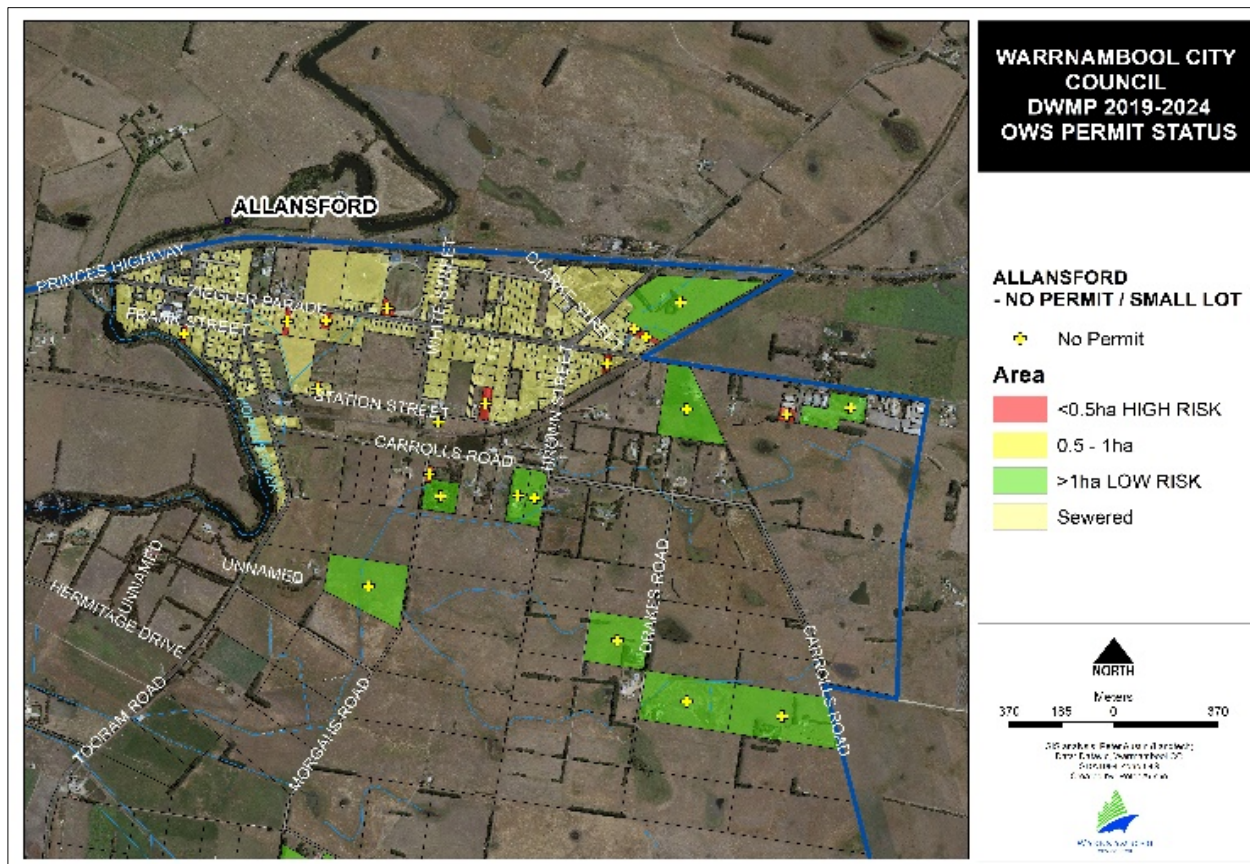 WARRNAMBOOL CITY
COUNCIL
DWMP 2019-2024
OWS PERMIT STATUS
ALLANSFORD
- NO PERMIT / SMALL LOT
No Permit
Area
<0.5ha HIGH RISK
0.5 - 1ha
>1ha LOW RISK
Sewered
NORTH
Meters
370 185 0 370
ALLANSFORD
PRINCES HIGHWAY
ZIEGLER PARADE
FRANK STREET
WHITE STREET
CLARKE STREET
STATION STREET
BROWN STREET
CARROLLS ROAD
UNNAMED
UNNAMED
HERMITAGE DRIVE
DRAKES ROAD
CARROLLS ROAD
TOORAM ROAD
MORGANS ROAD